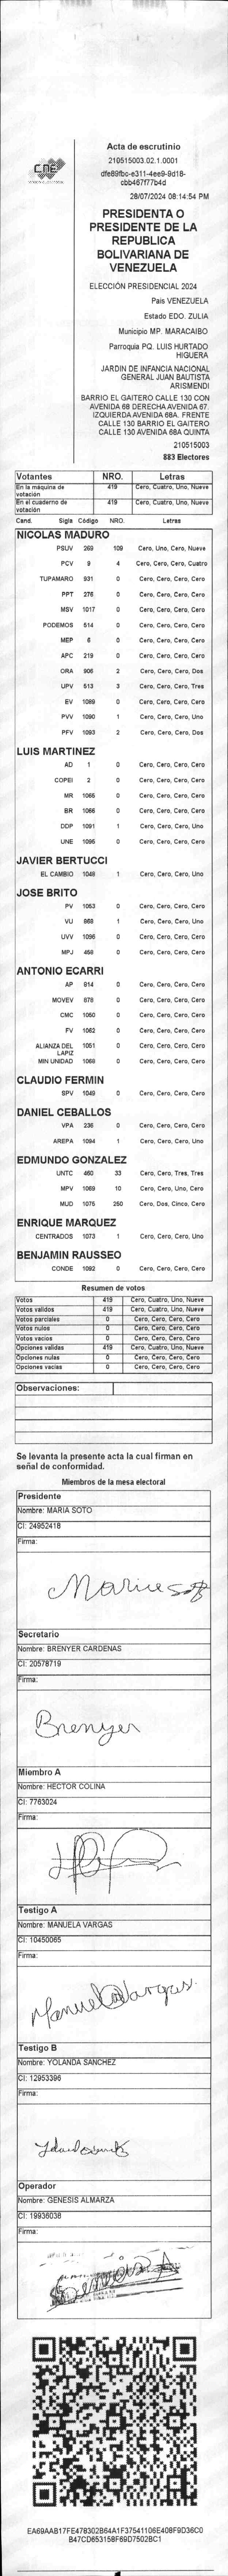 CNE
Acta de escrutinio
210515003.02.1.0001
dfe89fbc-e311-4ee9-9d18-
cbb467f77b4d
28/07/2024 08:14:54 PM
PRESIDENTA O
PRESIDENTE DE LA
REPUBLICA
BOLIVARIANA DE
VENEZUELA
ELECCIÓN PRESIDENCIAL 2024
Pais VENEZUELA
Estado EDO. ZULIA
Municipio MP. MARACAIBO
Parroquia PQ. LUIS HURTADO
HIGUERA
JARDIN DE INFANCIA NACIONAL
GENERAL JUAN BAUTISTA
ARISMENDI
BARRIO EL GAITERO CALLE 130 CON
AVENIDA 68 DERECHA AVENIDA 67.
IZQUIERDA AVENIDA 68A. FRENTE
CALLE 130 BARRIO EL GAITERO
CALLE 130 AVENIDA 68A QUINTA
210515003
883 Electores
Votantes NRO. Letras
En la máquina de votación 419 Cero, Cuatro, Uno, Nueve
En el cuaderno de votación 419 Cero, Cuatro, Uno, Nueve
Cand. Sigla Código NRO. Letras
NICOLAS MADURO
PSUV 269 109 Cero, Uno, Cero, Nueve
PCV 9 4 Cero, Cero, Cero, Cuatro
TUPAMARO 931 0 Cero, Cero, Cero, Cero
PPT 276 0 Cero, Cero, Cero, Cero
MSV 1017 0 Cero, Cero, Cero, Cero
PODEMOS 514 0 Cero, Cero, Cero, Cero
MEP 6 0 Cero, Cero, Cero, Cero
APC 219 0 Cero, Cero, Cero, Cero
ORA 906 2 Cero, Cero, Cero, Dos
UPV 513 3 Cero, Cero, Cero, Tres
EV 1089 0 Cero, Cero, Cero, Cero
PVV 1090 1 Cero, Cero, Cero, Uno
PFV 1093 2 Cero, Cero, Cero, Dos
LUIS MARTINEZ
AD 1 0 Cero, Cero, Cero, Cero
COPEI 2 0 Cero, Cero, Cero, Cero
MR 1065 0 Cero, Cero, Cero, Cero
BR 1066 0 Cero, Cero, Cero, Cero
DDP 1091 1 Cero, Cero, Cero, Uno
UNE 1095 0 Cero, Cero, Cero, Cero
JAVIER BERTUCCI
EL CAMBIO 1048 1 Cero, Cero, Cero, Uno
JOSE BRITO
PV 1053 0 Cero, Cero, Cero, Cero
VU 968 1 Cero, Cero, Cero, Uno
UVV 1096 0 Cero, Cero, Cero, Cero
MPJ 458 0 Cero, Cero, Cero, Cero
ANTONIO ECARRI
AP 914 0 Cero, Cero, Cero, Cero
MOVEV 878 0 Cero, Cero, Cero, Cero
CMC 1050 0 Cero, Cero, Cero, Cero
FV 1062 0 Cero, Cero, Cero, Cero
ALIANZA DEL LAPIZ 1051 0 Cero, Cero, Cero, Cero
MIN UNIDAD 1068 0 Cero, Cero, Cero, Cero
CLAUDIO FERMIN
SPV 1049 0 Cero, Cero, Cero, Cero
DANIEL CEBALLOS
VPA 236 0 Cero, Cero, Cero, Cero
AREPA 1094 1 Cero, Cero, Cero, Uno
EDMUNDO GONZALEZ
UNTC 460 33 Cero, Cero, Tres, Tres
MPV 1069 10 Cero, Cero, Uno, Cero
MUD 1075 250 Cero, Dos, Cinco, Cero
ENRIQUE MARQUEZ
CENTRADOS 1073 1 Cero, Cero, Cero, Uno
BENJAMIN RAUSSEO
CONDE 1092 0 Cero, Cero, Cero, Cero
Resumen de votos
Votos 419 Cero, Cuatro, Uno, Nueve
Votos validos 419 Cero, Cuatro, Uno, Nueve
Votos parciales 0 Cero, Cero, Cero, Cero
Votos nulos 0 Cero, Cero, Cero, Cero
Votos vacios 0 Cero, Cero, Cero, Cero
Opciones validas 419 Cero, Cuatro, Uno, Nueve
Opciones nulas 0 Cero, Cero, Cero, Cero
Opciones vacias 0 Cero, Cero, Cero, Cero
Observaciones:
Se levanta la presente acta la cual firman en
señal de conformidad.
Miembros de la mesa electoral
Presidente
Nombre: MARIA SOTO
CI: 24952418
Firma:
Secretario
Nombre: BRENYER CARDENAS
CI: 20578719
Firma:
Brenyer
Miembro A
Nombre: HECTOR COLINA
CI: 7763024
Firma:
Testigo A
Nombre: MANUELA VARGAS
CI: 10450065
Firma:
Manuela Vargas.
Testigo B
Nombre: YOLANDA SANCHEZ
CI: 12953396
Firma:
Operador
Nombre: GENESIS ALMARZA
CI: 19936038
Firma:
EA69AAB17FE478302B64A1F37541106E408F9D36C0
B47CD653158F69D7502BC1